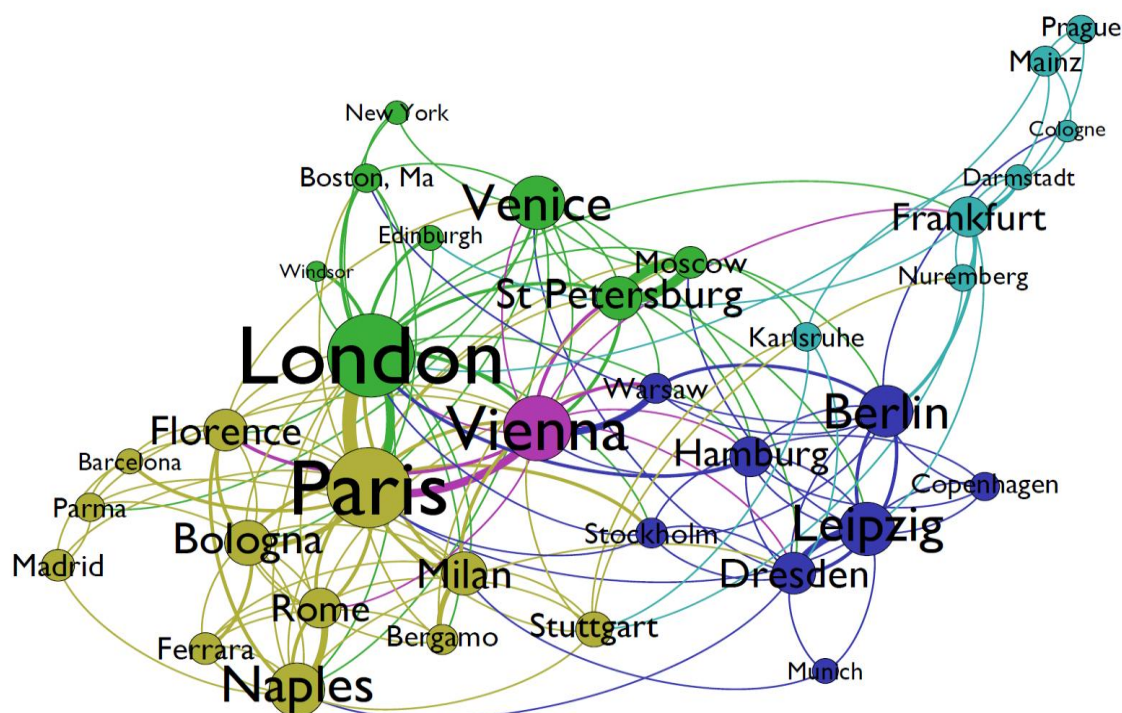 Prague
Mainz
New York
Cologne
Boston, Ma
Darmstadt
Venice
Frankfurt
Edinburgh
Moscow
Windsor
Nuremberg
St Petersburg
Karlsruhe
London
Warsaw
Berlin
Florence
Vienna
Hamburg
Barcelona
Copenhagen
Paris
Parma
Leipzig
Stockholm
Bologna
Madrid
Milan
Dresden
Rome
Stuttgart
Bergamo
Ferrara
Munich
Naples